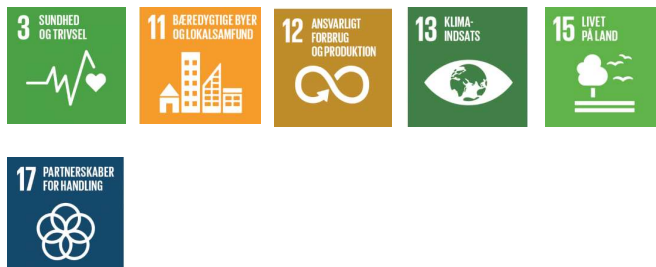 3 SUNDHED
OG TRIVSEL
11 BÆREDYGTIGE BYER
OG LOKALSAMFUND
12 ANSVARLIGT
FORBRUG
OG PRODUKTION
13 KLIMA-
INDSATS
15 LIVET
PÅ LAND
17 PARTNERSKABER
FOR HANDLING